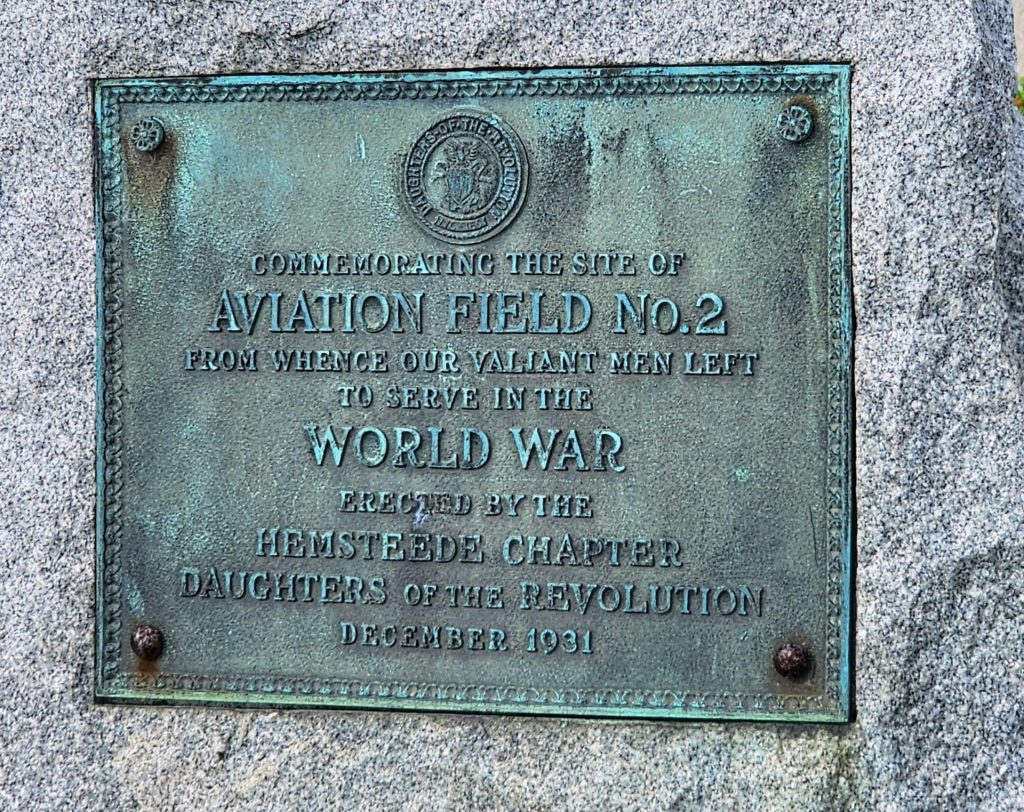 DAUGHTERS OF THE REVOLUTION
COMMEMORATING THE SITE OF
AVIATION FIELD NO.2
FROM WHENCE OUR VALIANT MEN LEFT
TO SERVE IN THE
WORLD WAR
ERECTED BY THE
HEMSTEEDE CHAPTER
DAUGHTERS OF THE REVOLUTION
DECEMBER 1931